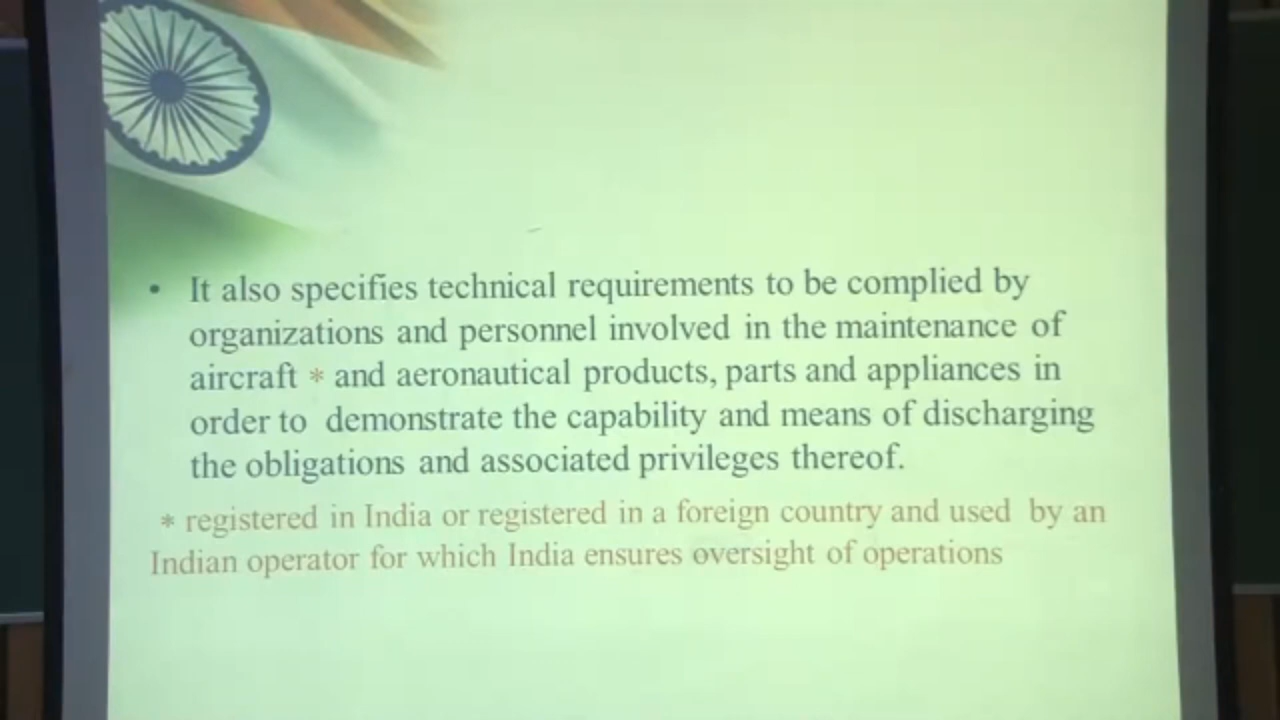 • It also specifies technical requirements to be complied by
organizations and personnel involved in the maintenance of
aircraft * and aeronautical products, parts and appliances in
order to demonstrate the capability and means of discharging
the obligations and associated privileges thereof.
* registered in India or registered in a foreign country and used by an
Indian operator for which India ensures oversight of operations